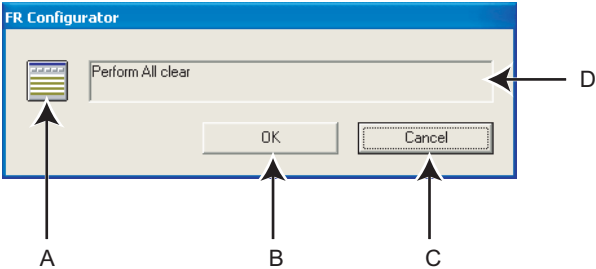 FR Configurator
Perform All clear
D
OK
Cancel
A
B
C